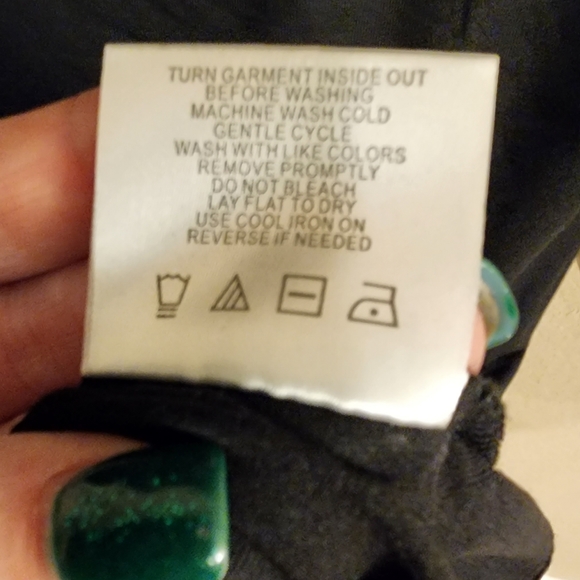 TURN GARMENT INSIDE OUT
BEFORE WASHING
MACHINE WASH COLD
GENTLE CYCLE
WASH WITH LIKE COLORS
REMOVE PROMPTLY
DO NOT BLEACH
LAY FLAT TO DRY
USE COOL IRON ON
REVERSE IF NEEDED